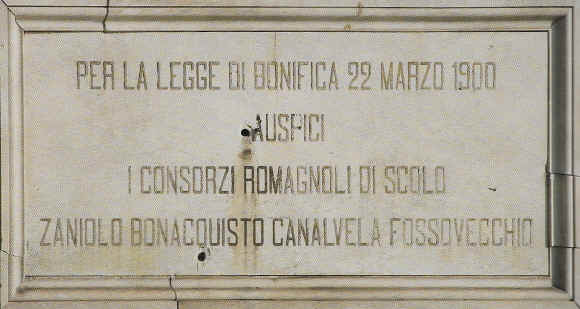 PER LA LEGGE DI BONIFICA 22 MARZO 1900
AUSPICI
I CONSORZI ROMAGNOLI DI SCOLO
ZANIOLO BONACQUISTO CANALVELA FOSSOVECCHIO